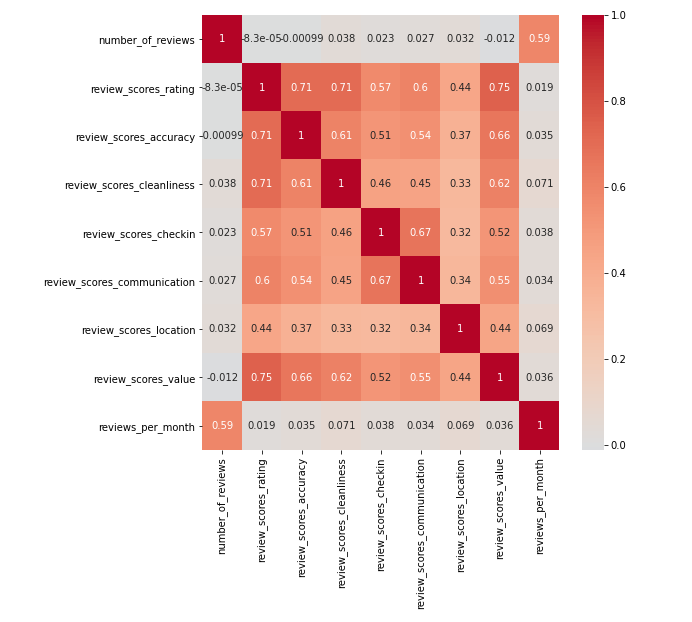 number_of_reviews 1 -8.3e-05 -0.00099 0.038 0.023 0.027 0.032 -0.012 0.59
review_scores_rating -8.3e-05 1 0.71 0.71 0.57 0.6 0.44 0.75 0.019
review_scores_accuracy -0.00099 0.71 1 0.61 0.51 0.54 0.37 0.66 0.035
review_scores_cleanliness 0.038 0.71 0.61 1 0.46 0.45 0.33 0.62 0.071
review_scores_checkin 0.023 0.57 0.51 0.46 1 0.67 0.32 0.52 0.038
review_scores_communication 0.027 0.6 0.54 0.45 0.67 1 0.34 0.55 0.034
review_scores_location 0.032 0.44 0.37 0.33 0.32 0.34 1 0.44 0.069
review_scores_value -0.012 0.75 0.66 0.62 0.52 0.55 0.44 1 0.036
reviews_per_month 0.59 0.019 0.035 0.071 0.038 0.034 0.069 0.036 1
number_of_reviews
review_scores_rating
review_scores_accuracy
review_scores_cleanliness
review_scores_checkin
review_scores_communication
review_scores_location
review_scores_value
reviews_per_month
1.0
0.8
0.6
0.4
0.2
0.0